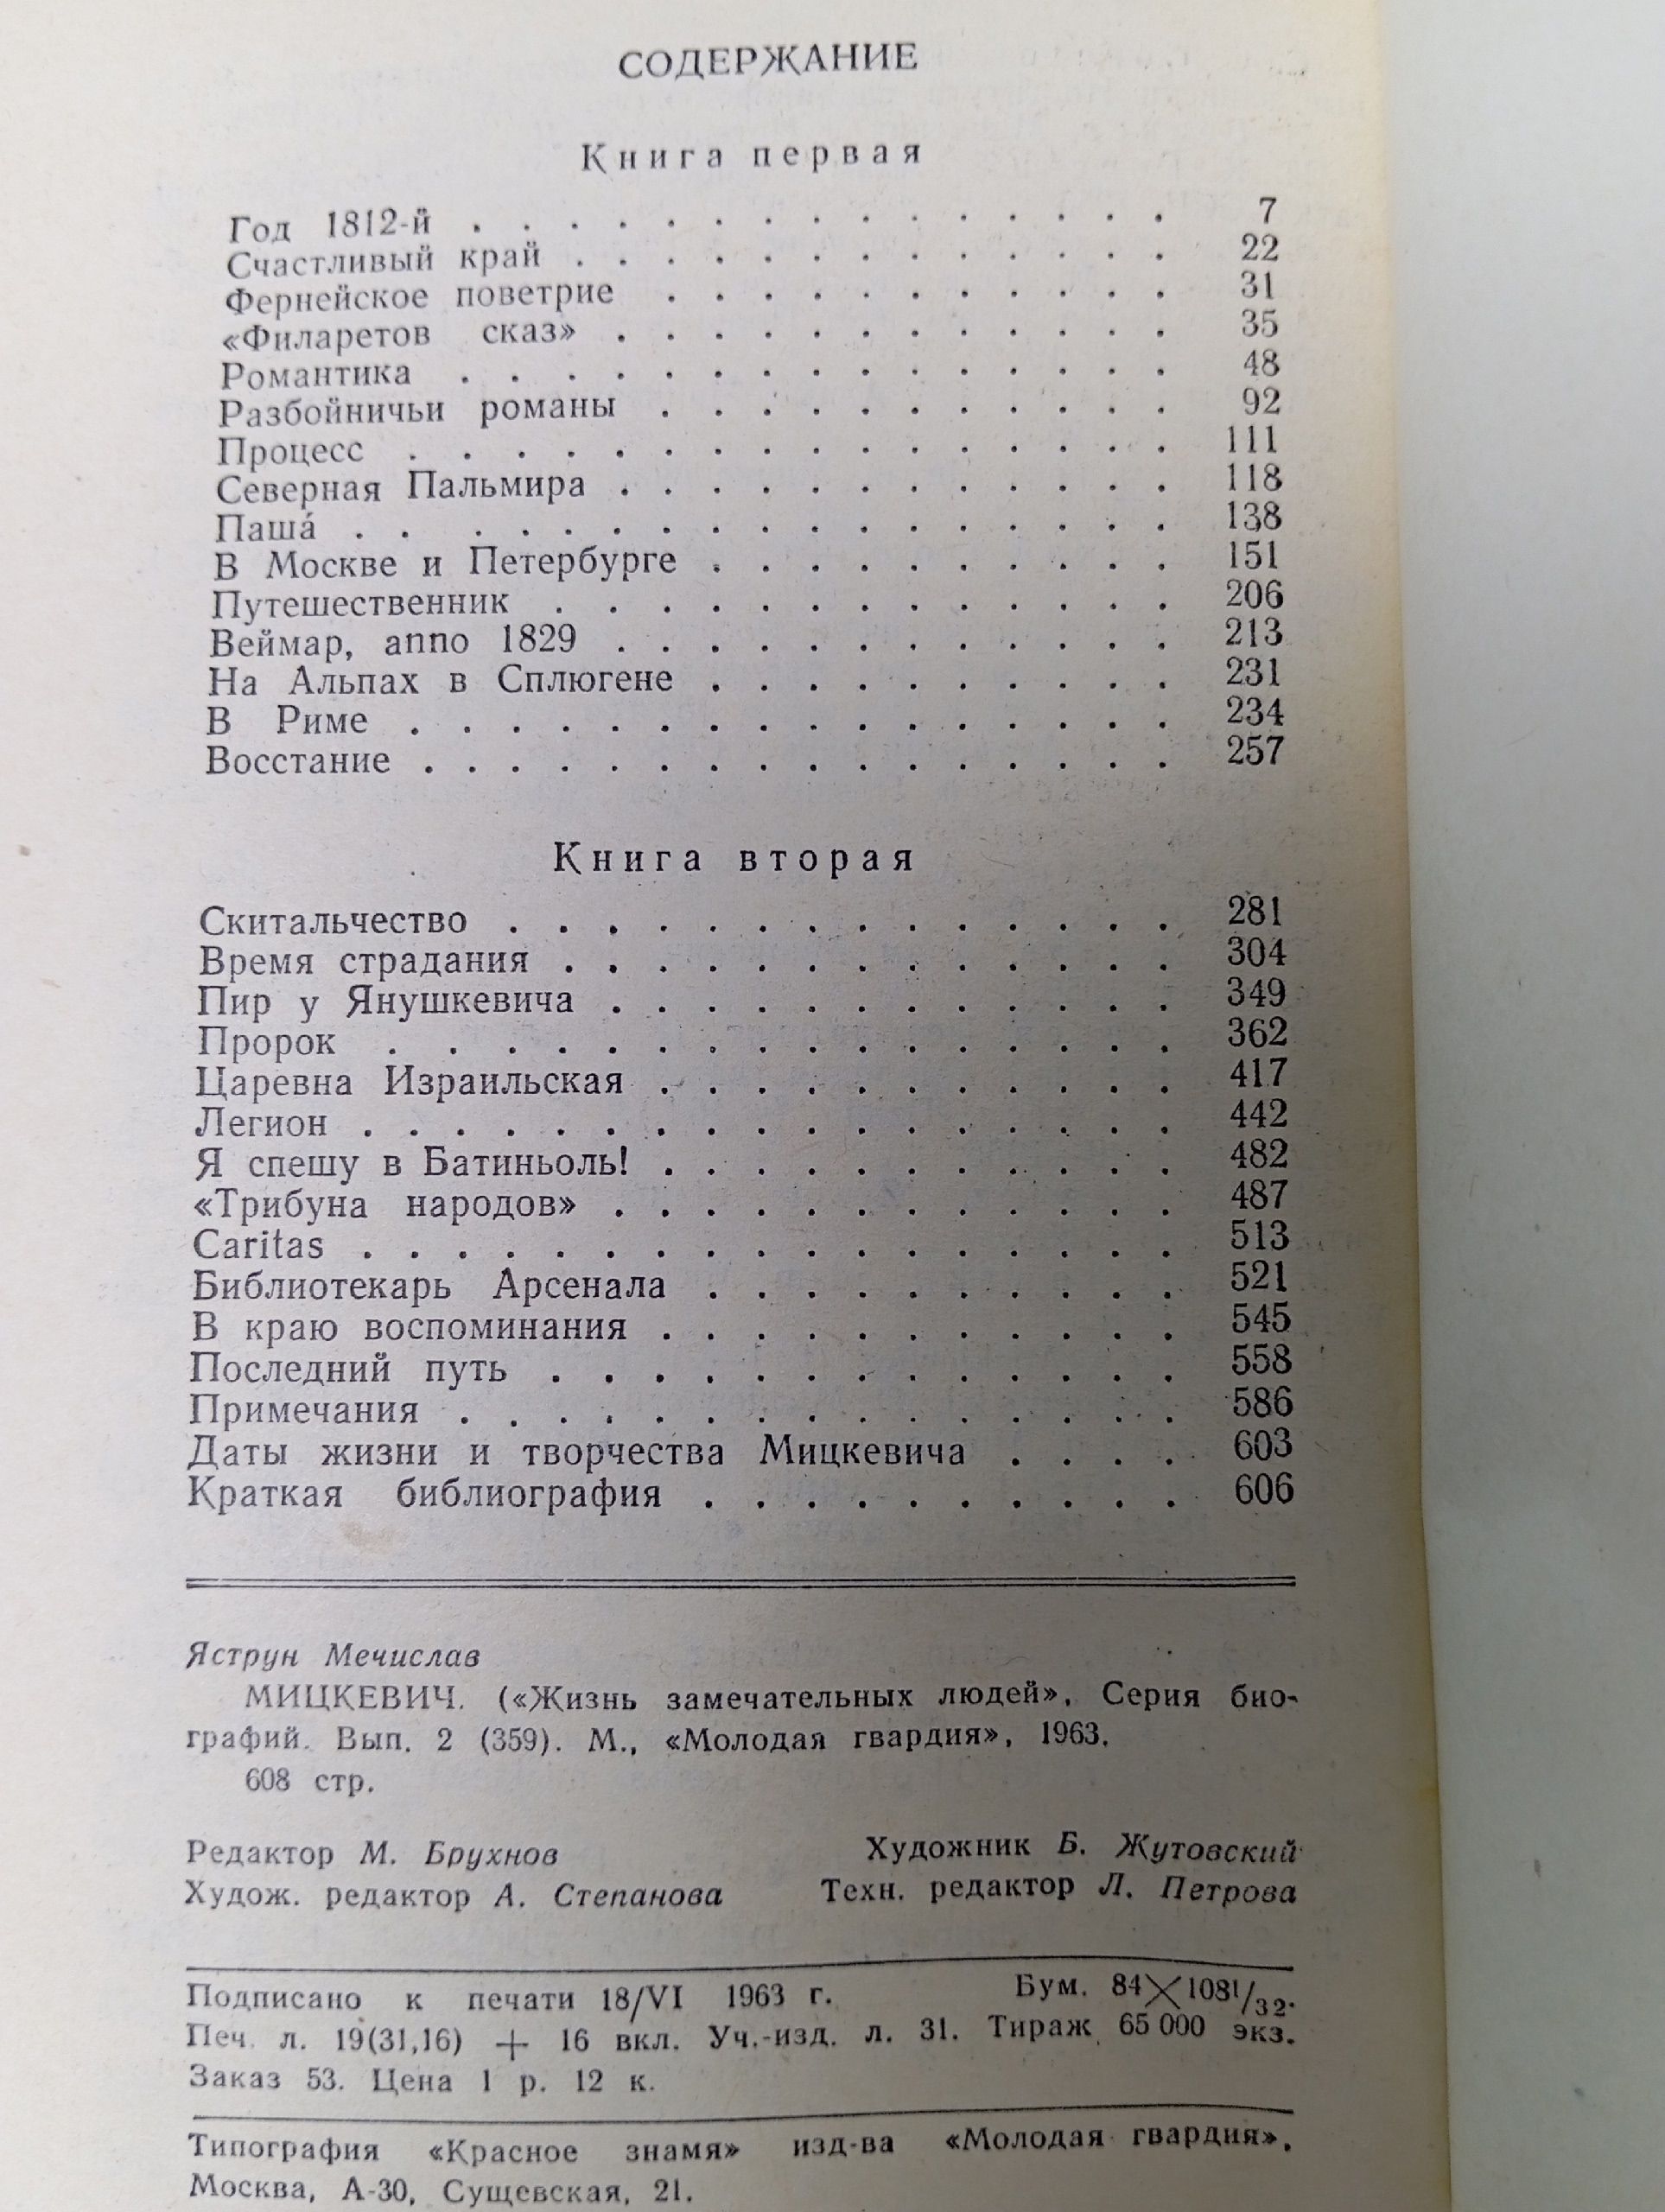 СОДЕРЖАНИЕ
Книга первая
Год 1812-й . . . . . . . . . . . . . . . 7
Счастливый край . . . . . . . . . . . . . 22
Фернейское поветрие . . . . . . . . . . . 31
«Филаретов сказ» . . . . . . . . . . . . 35
Романтика . . . . . . . . . . . . . . . 48
Разбойничьи романы . . . . . . . . . . . 92
Процесс . . . . . . . . . . . . . . . . 111
Северная Пальмира . . . . . . . . . . . . 118
Паша́ . . . . . . . . . . . . . . . . . 138
В Москве и Петербурге . . . . . . . . . . 151
Путешественник . . . . . . . . . . . . . 206
Веймар, anno 1829 . . . . . . . . . . . . 213
На Альпах в Сплюгене . . . . . . . . . . 231
В Риме . . . . . . . . . . . . . . . . 234
Восстание . . . . . . . . . . . . . . . . 257
Книга вторая
Скитальчество . . . . . . . . . . . . . . 281
Время страдания . . . . . . . . . . . . . 304
Пир у Янушкевича . . . . . . . . . . . . 349
Пророк . . . . . . . . . . . . . . . . 362
Царевна Израильская . . . . . . . . . . . 417
Легион . . . . . . . . . . . . . . . . . 442
Я спешу в Батиньоль! . . . . . . . . . . . 482
«Трибуна народов» . . . . . . . . . . . . 487
Caritas . . . . . . . . . . . . . . . . . 513
Библиотекарь Арсенала . . . . . . . . . . 521
В краю воспоминания . . . . . . . . . . . 545
Последний путь . . . . . . . . . . . . . 558
Примечания . . . . . . . . . . . . . . . 586
Даты жизни и творчества Мицкевича . . . . 603
Краткая библиография . . . . . . . . . . 606
Яструн Мечислав
МИЦКЕВИЧ. («Жизнь замечательных людей». Серия био-
графий. Вып. 2 (359). М., «Молодая гвардия», 1963.
608 стр.
Редактор М. Брухнов Художник Б. Жутовский
Худож. редактор А. Степанова Техн. редактор Л. Петрова
Подписано к печати 18/VI 1963 г. Бум. 84×108 1/32.
Печ. л. 19(31,16) + 16 вкл. Уч.-изд. л. 31. Тираж 65 000 экз.
Заказ 53. Цена 1 р. 12 к.
Типография «Красное знамя» изд-ва «Молодая гвардия».
Москва, А-30, Сущевская, 21.